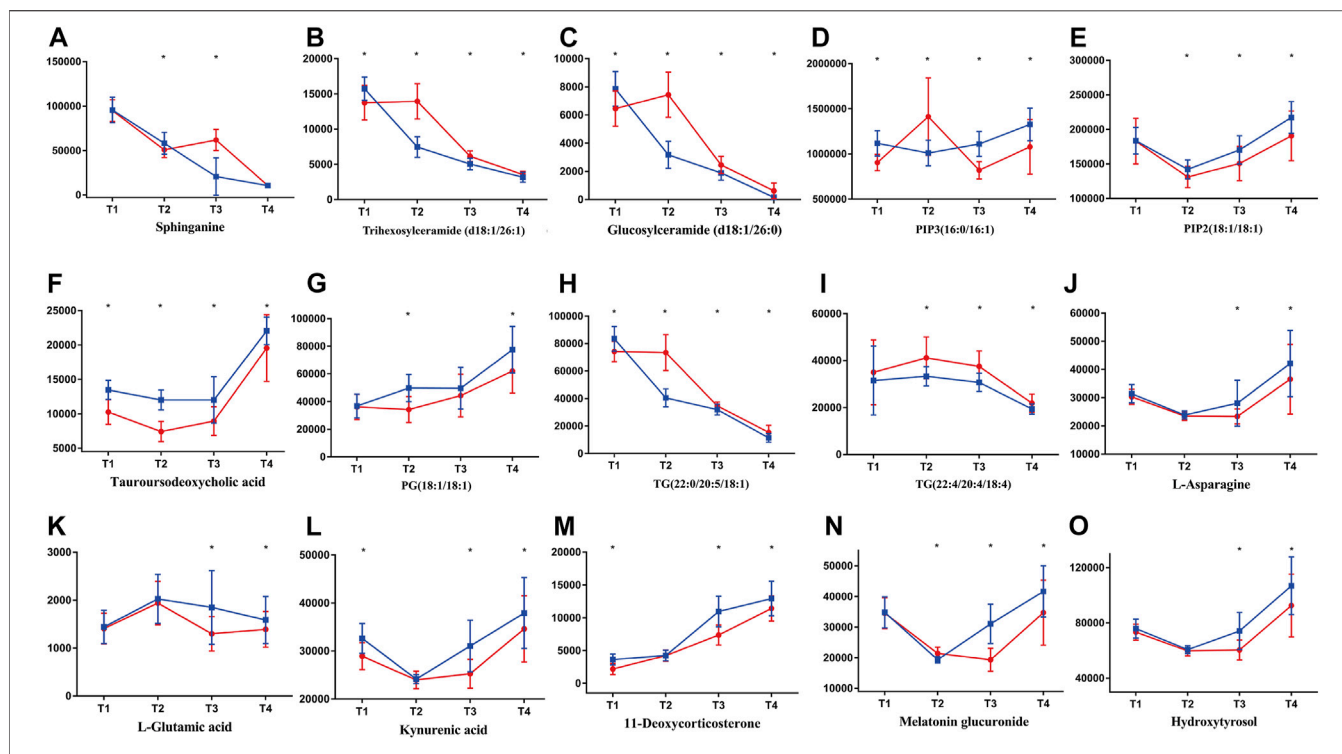 A
B
C
D
E
* *
* * * *
* * * *
* * * *
* * *
150000
100000
50000
0
T1 T2 T3 T4
Sphinganine
20000
15000
10000
5000
0
T1 T2 T3 T4
Trihexosylceramide (d18:1/26:1)
10000
8000
6000
4000
2000
0
T1 T2 T3 T4
Glucosylceramide (d18:1/26:0)
2000000
1500000
1000000
500000
T1 T2 T3 T4
PIP3(16:0/16:1)
300000
250000
200000
150000
100000
T1 T2 T3 T4
PIP2(18:1/18:1)
F
G
H
I
J
* * * *
* *
* * * *
* * *
* *
25000
20000
15000
10000
5000
T1 T2 T3 T4
Tauroursodeoxycholic acid
100000
80000
60000
40000
20000
0
T1 T2 T3 T4
PG(18:1/18:1)
100000
80000
60000
40000
20000
0
T1 T2 T3 T4
TG(22:0/20:5/18:1)
60000
40000
20000
0
T1 T2 T3 T4
TG(22:4/20:4/18:4)
60000
50000
40000
30000
20000
10000
T1 T2 T3 T4
L-Asparagine
K
L
M
N
O
* *
* * *
* * *
* * *
* *
3000
2000
1000
0
T1 T2 T3 T4
L-Glutamic acid
50000
40000
30000
20000
T1 T2 T3 T4
Kynurenic acid
20000
15000
10000
5000
0
T1 T2 T3 T4
11-Deoxycorticosterone
50000
40000
30000
20000
10000
T1 T2 T3 T4
Melatonin glucuronide
120000
80000
40000
T1 T2 T3 T4
Hydroxytyrosol